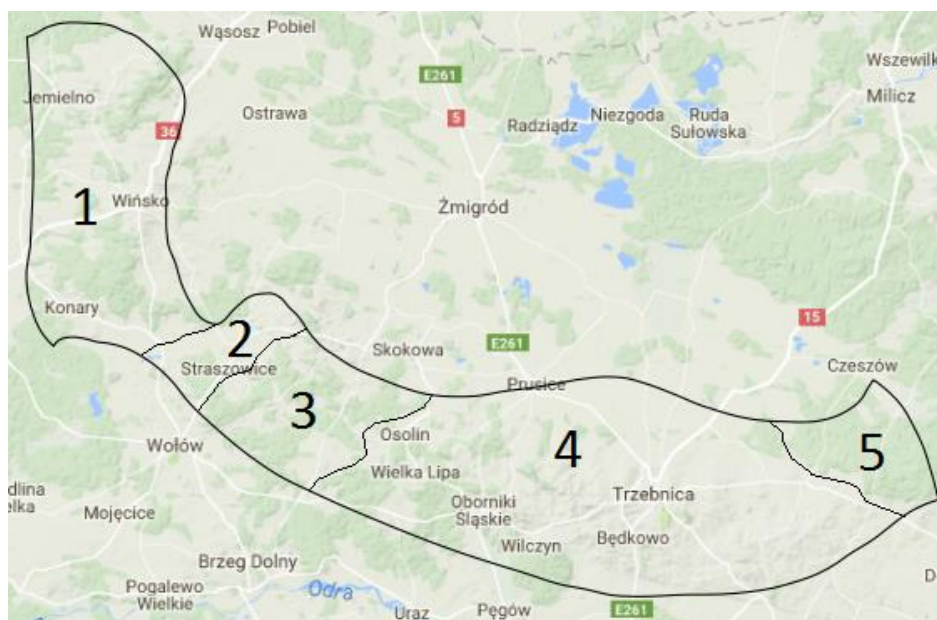 Wąsosz
Pobiel
Wszewilk
E261
Jemielno
Milicz
Ostrawa
5
Radziądz
Niezgoda
Ruda
Sułowska
36
1
Wińsko
Żmigród
Konary
15
2
E261
Skokowa
Straszowice
Czeszów
Prusice
3
Osolin
4
5
Wołów
Wielka Lipa
Trzebnica
Oborniki
Śląskie
Mojęcice
Wilczyn
Będkowo
Brzeg Dolny
Pogalewo
Wielkie
Odra
Uraz
Pęgów
E261